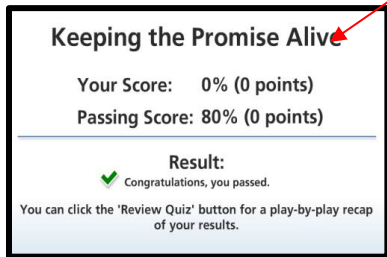 Keeping the Promise Alive
Your Score: 0% (0 points)
Passing Score: 80% (0 points)
Result:
Congratulations, you passed.
You can click the 'Review Quiz' button for a play-by-play recap
of your results.